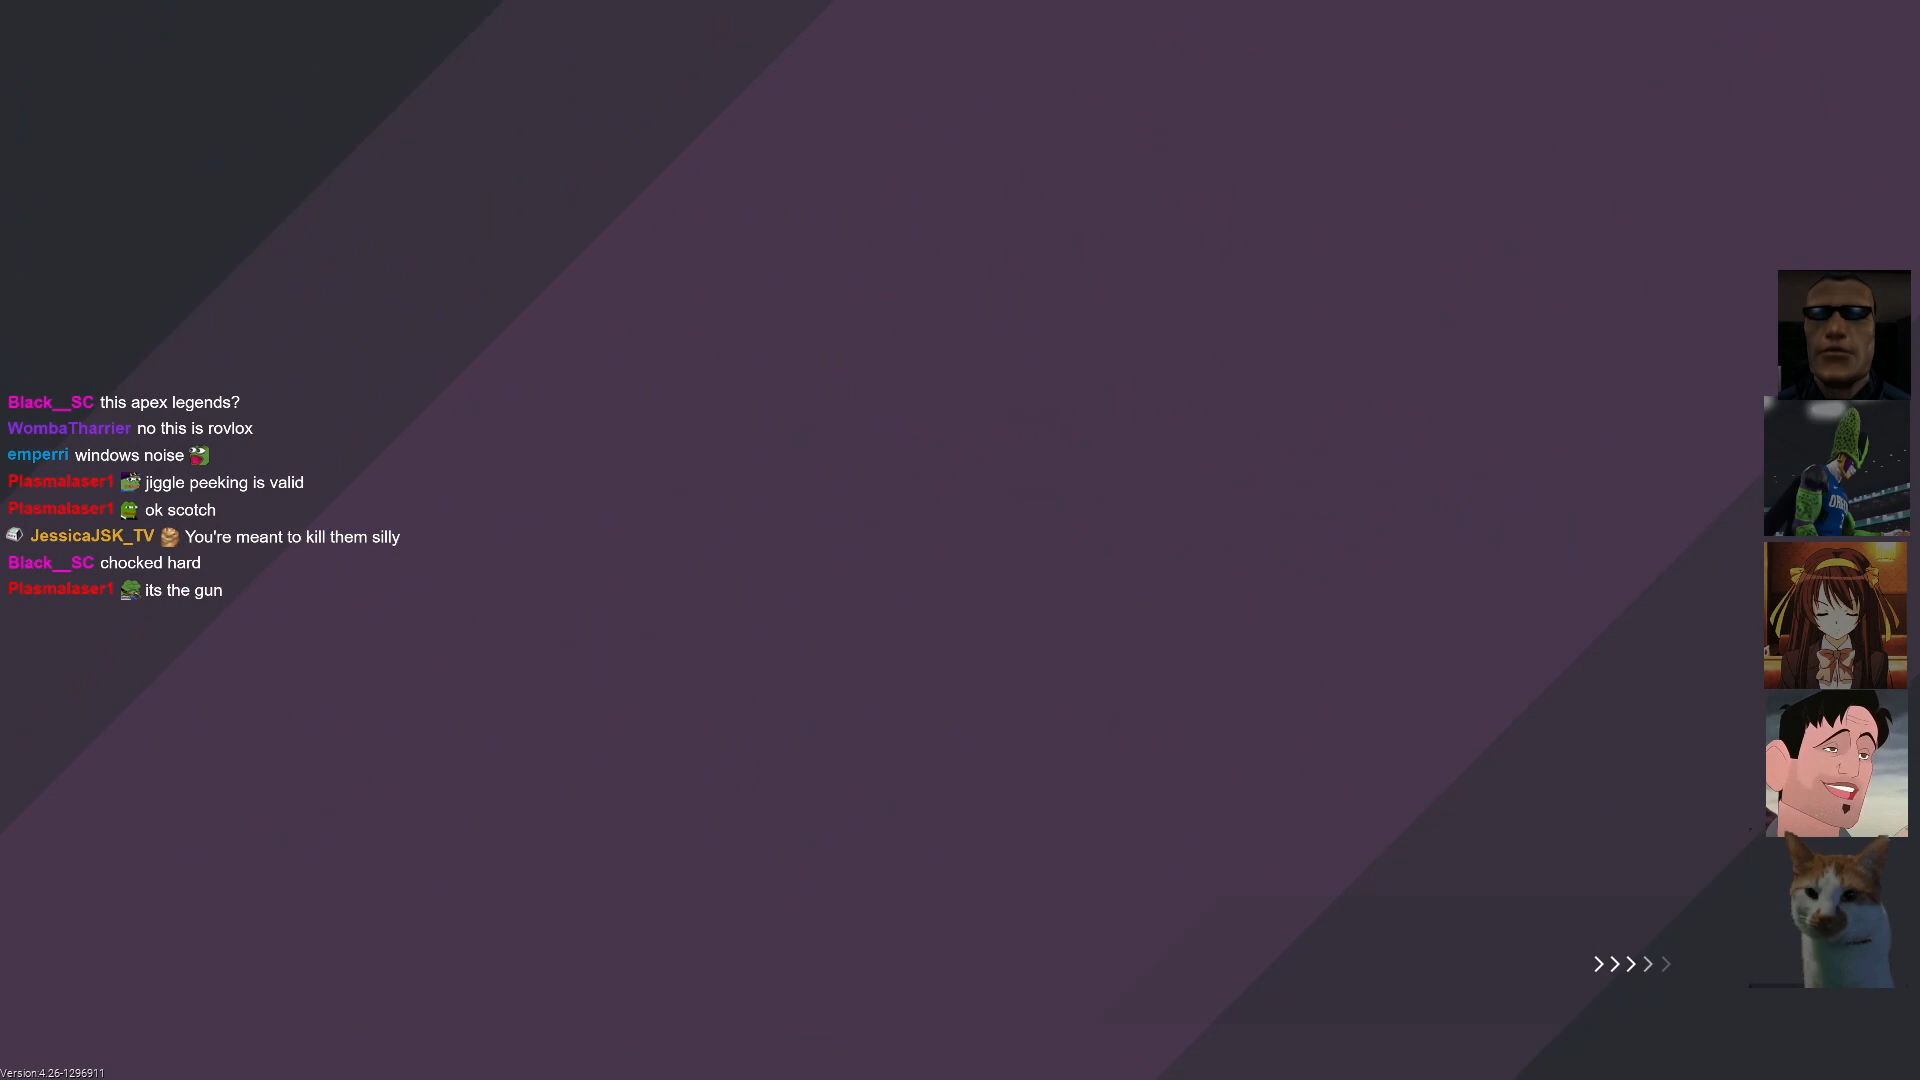 Black__SC this apex legends?
WombaTharrier no this is rovlox
emperri windows noise
Plasmalaser1 jiggle peeking is valid
Plasmalaser1 ok scotch
JessicaJSK_TV You're meant to kill them silly
Black__SC chocked hard
Plasmalaser1 its the gun
Version:4.26-1296911